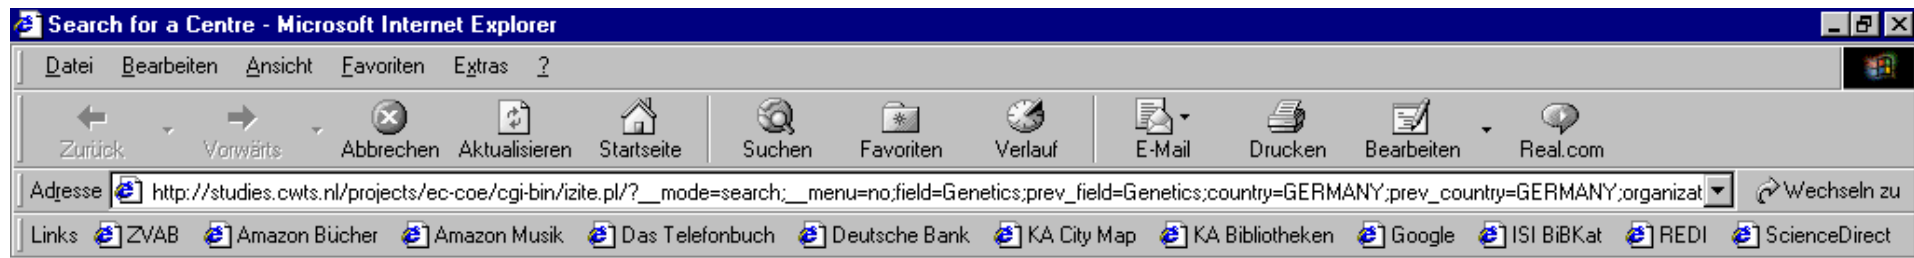 Search for a Centre - Microsoft Internet Explorer
Datei Bearbeiten Ansicht Favoriten Extras ?
Zurück Vorwärts Abbrechen Aktualisieren Startseite Suchen Favoriten Verlauf E-Mail Drucken Bearbeiten Real.com
Adresse http://studies.cwts.nl/projects/ec-coe/cgi-bin/izite.pl/?__mode=search;__menu=no;field=Genetics;prev_field=Genetics;country=GERMANY;prev_country=GERMANY;organizat Wechseln zu
Links ZVAB Amazon Bücher Amazon Musik Das Telefonbuch Deutsche Bank KA City Map KA Bibliotheken Google ISI BiBKat REDI ScienceDirect